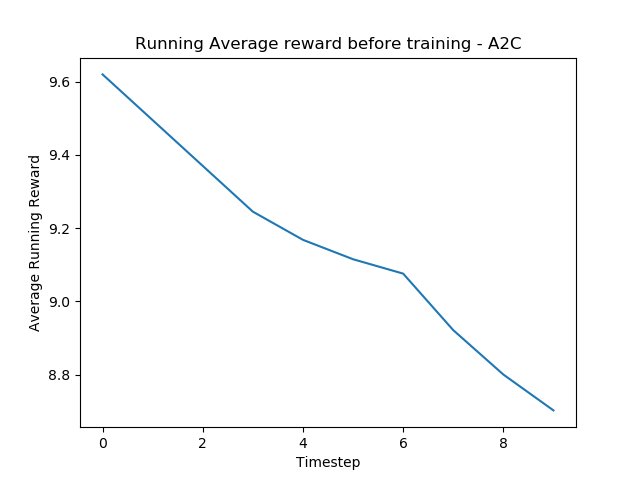 Running Average reward before training - A2C
9.6
9.4
9.2
9.0
8.8
Average Running Reward
0 2 4 6 8
Timestep